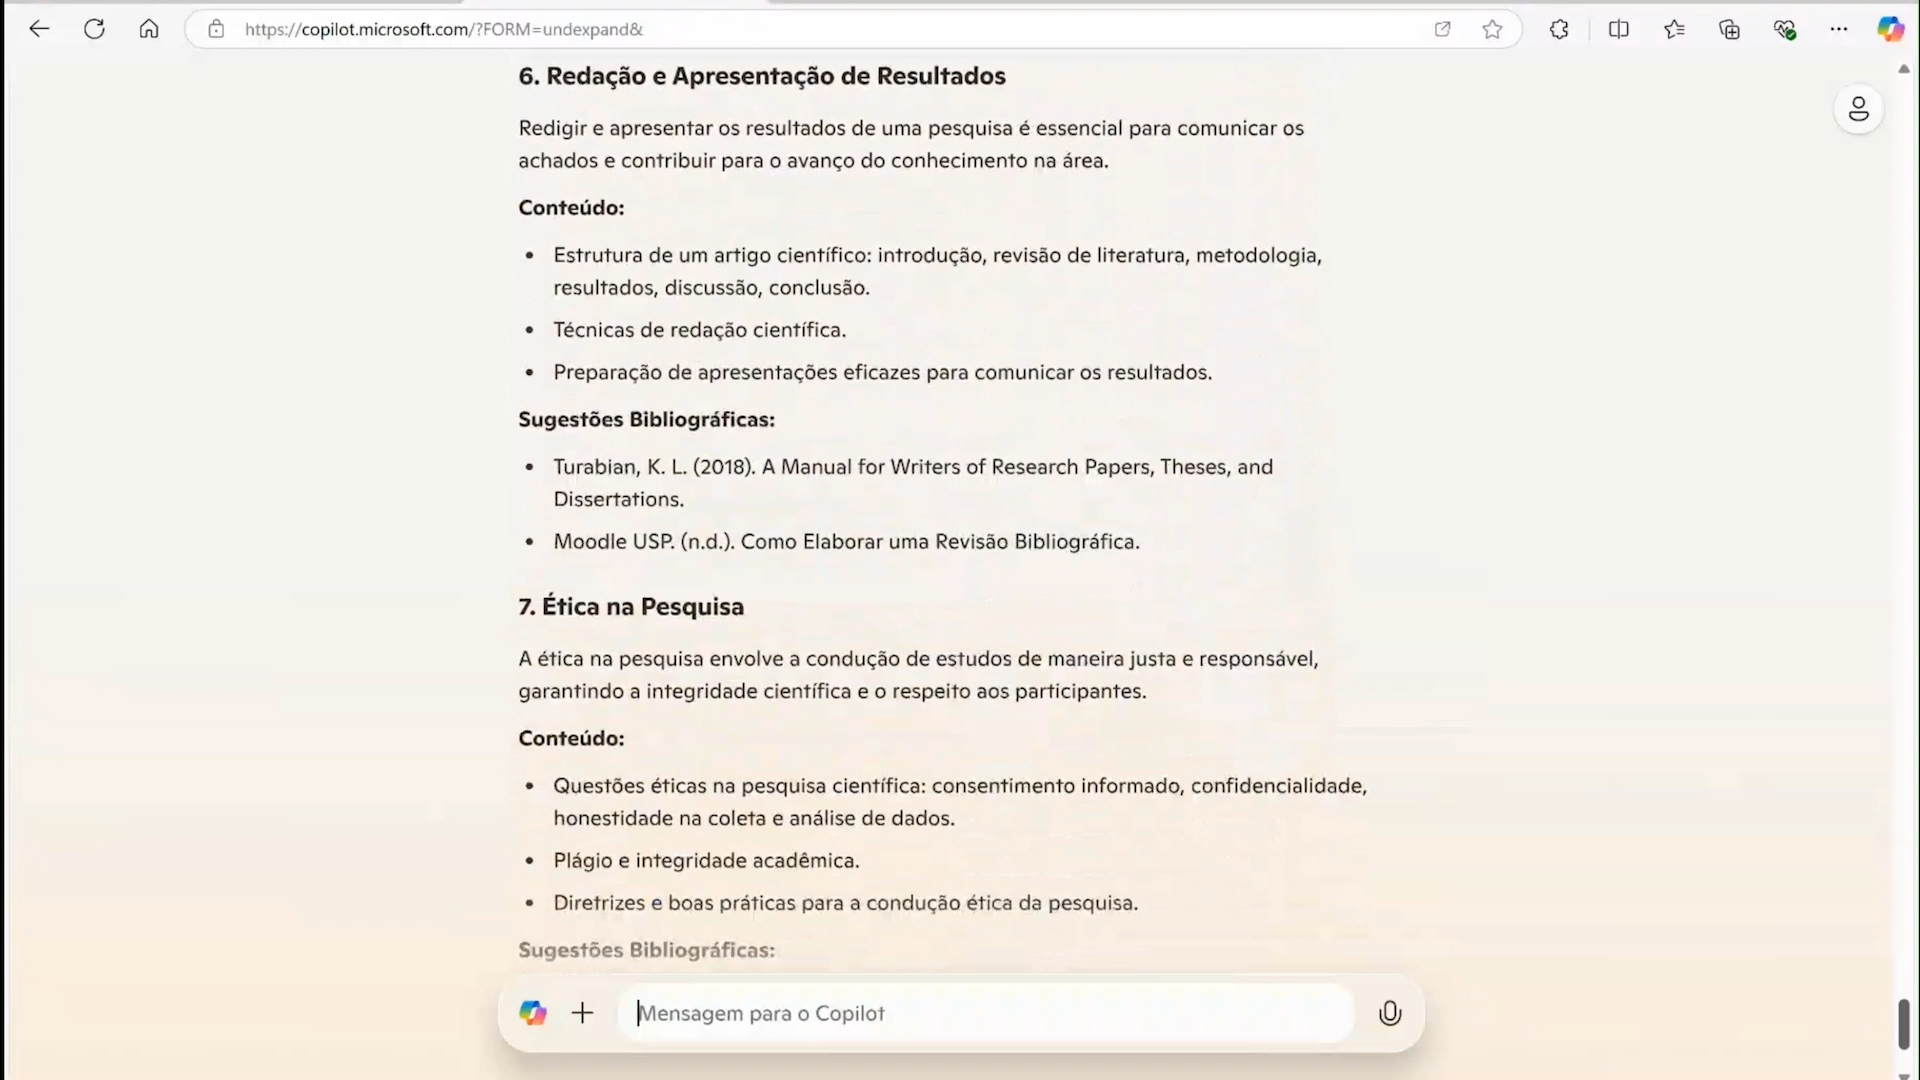 https://copilot.microsoft.com/?FORM=undexpand&
6. Redação e Apresentação de Resultados
Redigir e apresentar os resultados de uma pesquisa é essencial para comunicar os
achados e contribuir para o avanço do conhecimento na área.
Conteúdo:
• Estrutura de um artigo científico: introdução, revisão de literatura, metodologia,
resultados, discussão, conclusão.
• Técnicas de redação científica.
• Preparação de apresentações eficazes para comunicar os resultados.
Sugestões Bibliográficas:
• Turabian, K. L. (2018). A Manual for Writers of Research Papers, Theses, and
Dissertations.
• Moodle USP. (n.d.). Como Elaborar uma Revisão Bibliográfica.
7. Ética na Pesquisa
A ética na pesquisa envolve a condução de estudos de maneira justa e responsável,
garantindo a integridade científica e o respeito aos participantes.
Conteúdo:
• Questões éticas na pesquisa científica: consentimento informado, confidencialidade,
honestidade na coleta e análise de dados.
• Plágio e integridade acadêmica.
• Diretrizes e boas práticas para a condução ética da pesquisa.
Sugestões Bibliográficas:
Mensagem para o Copilot